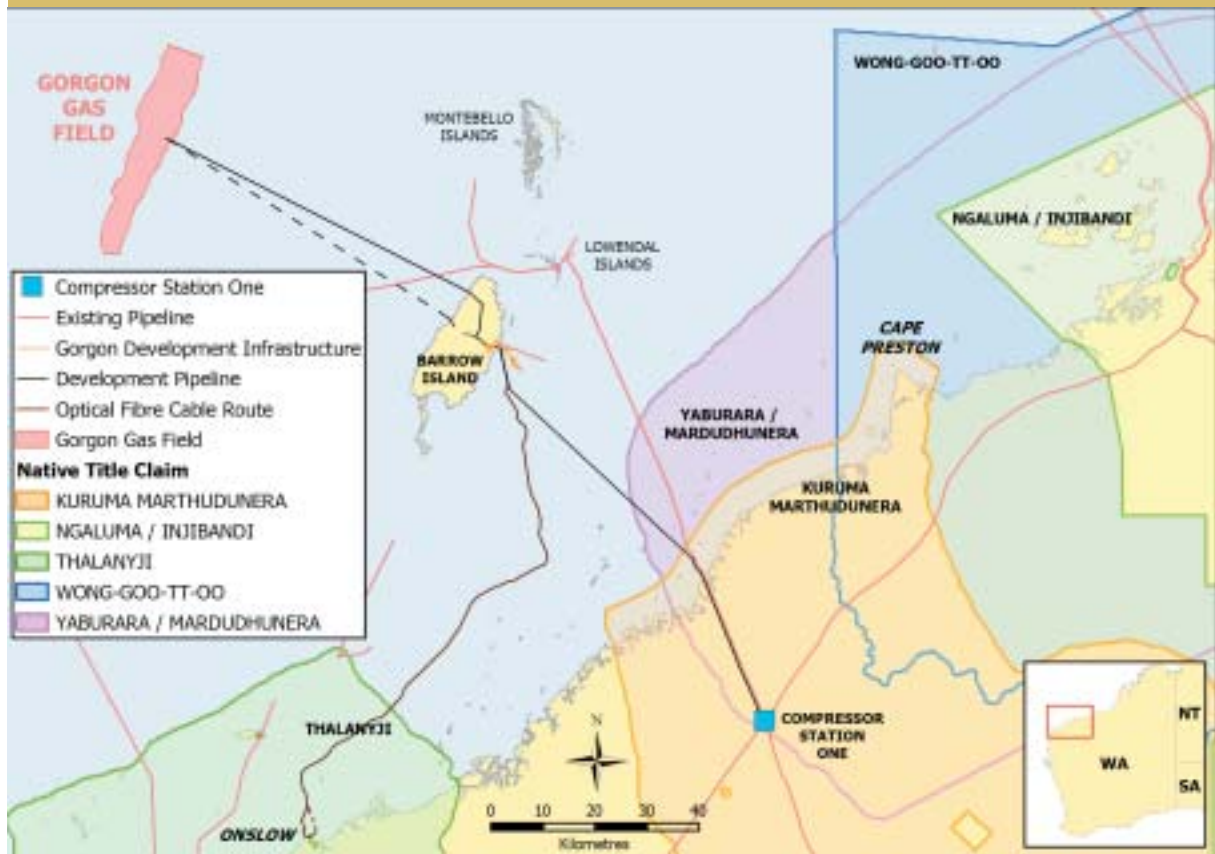 WONG-GOO-TT-OO
GORGON
GAS
FIELD
MONTEBELLO
ISLANDS
NGALUMA / INJIBANDI
LOWENDAL
ISLANDS
CAPE
PRESTON
BARROW
ISLAND
YABURARA /
MARDUDHUNERA
KURUMA
MARTHUDUNERA
Compressor Station One
Existing Pipeline
Gorgon Development Infrastructure
Development Pipeline
Optical Fibre Cable Route
Gorgon Gas Field
Native Title Claim
KURUMA MARTHUDUNERA
NGALUMA / INJIBANDI
THALANYJI
WONG-GOO-TT-OO
YABURARA / MARDUDHUNERA
THALANYJI
N
COMPRESSOR
STATION
ONE
ONSLOW
0 10 20 30 40
Kilometres
NT
WA
SA